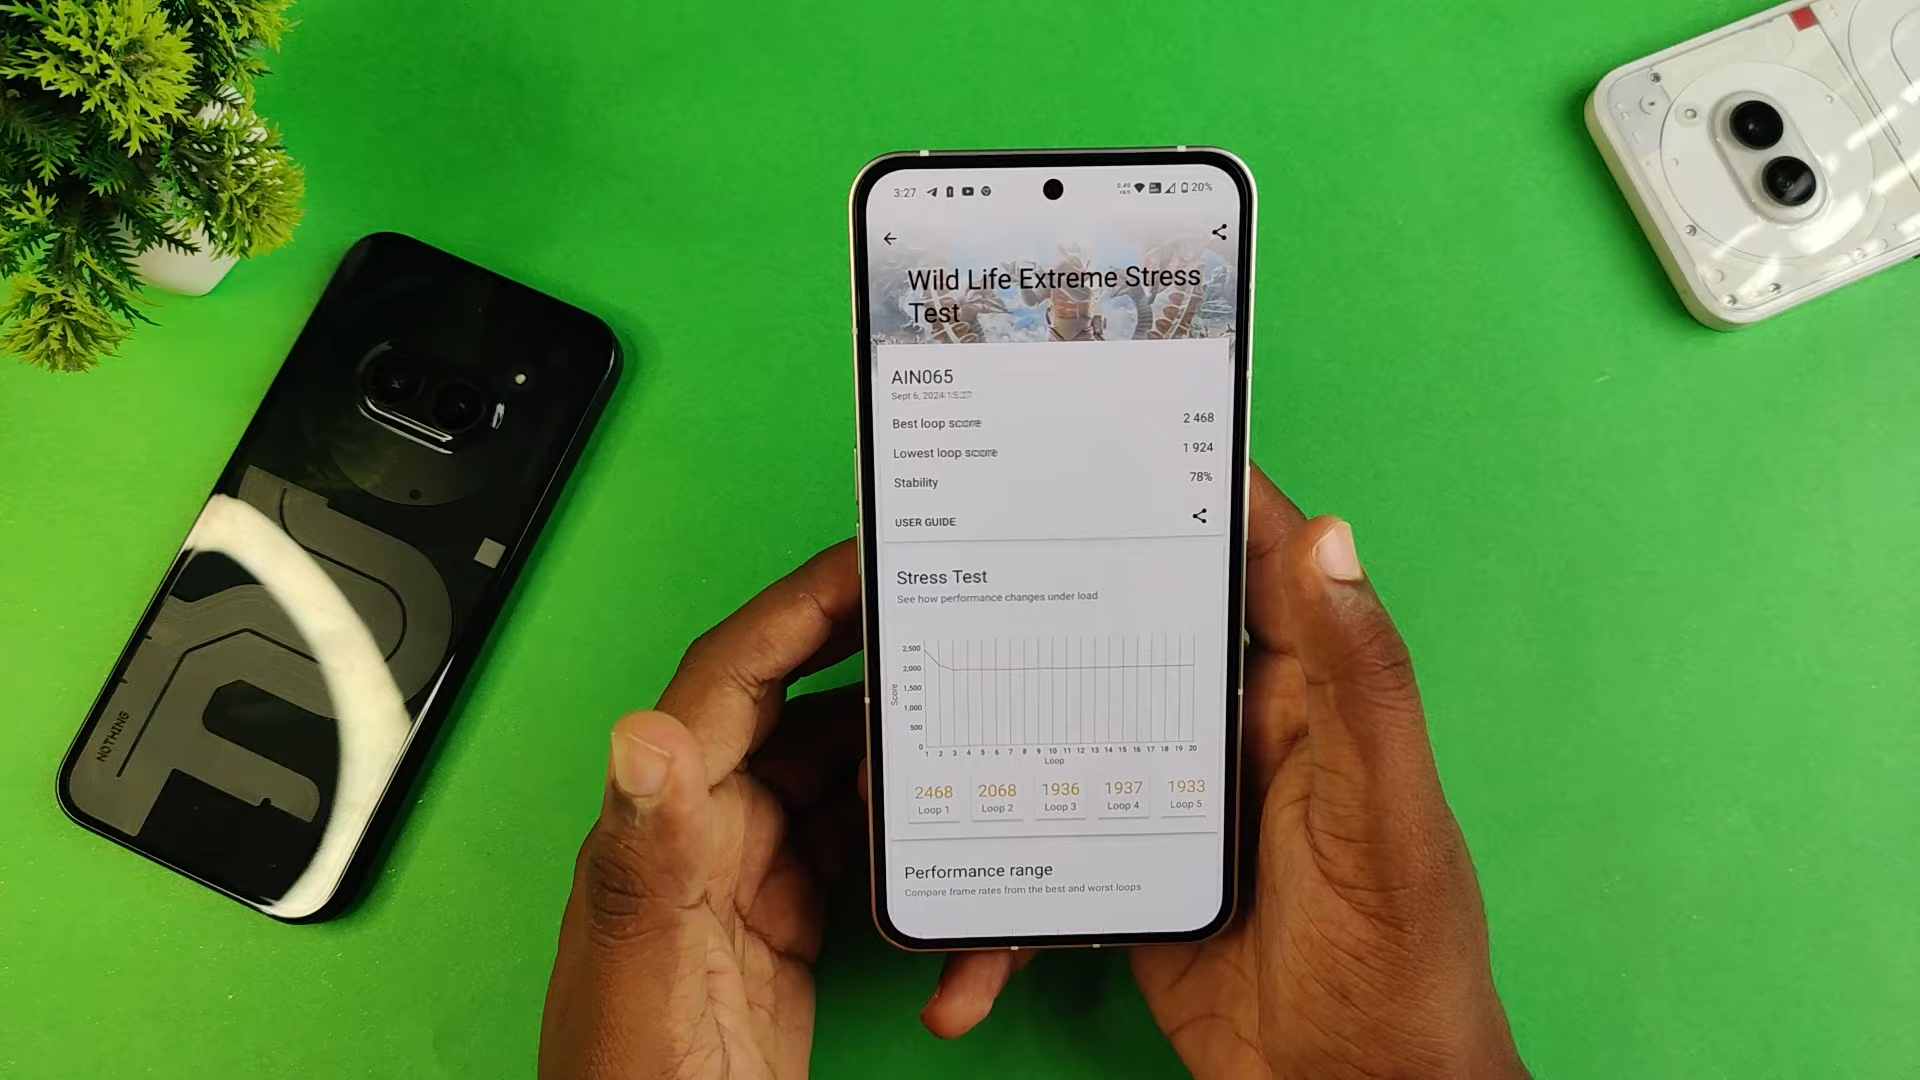 3:27
20%
Wild Life Extreme Stress
Test
AIN065
Sept 6, 2024 15:27
Best loop score 2 468
Lowest loop score 1 924
Stability 78%
USER GUIDE
Stress Test
See how performance changes under load
2,500
2,000
1,500
1,000
500
0
Score
1 2 3 4 5 6 7 8 9 10 11 12 13 14 15 16 17 18 19 20
Loop
2468 2068 1936 1937 1933
Loop 1 Loop 2 Loop 3 Loop 4 Loop 5
Performance range
Compare frame rates from the best and worst loops
NOTHING